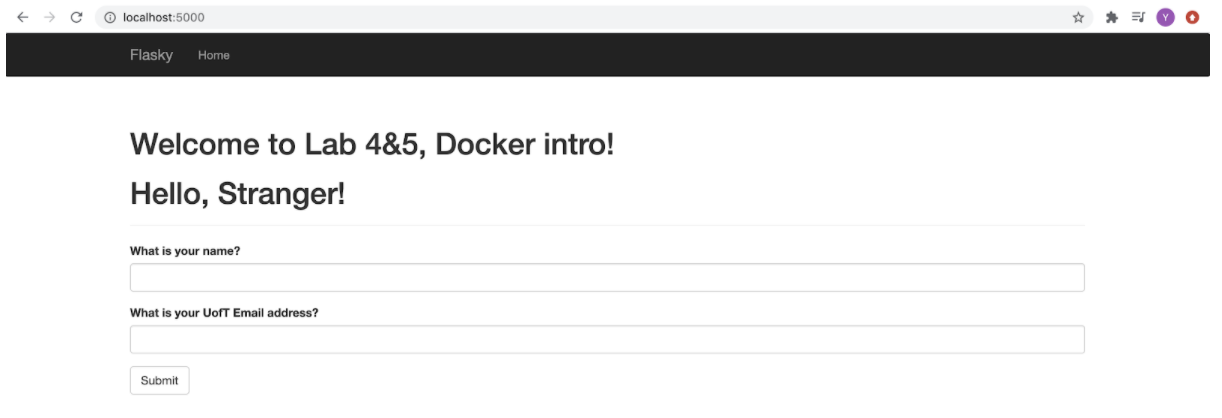 localhost:5000
Y
Flasky Home
Welcome to Lab 4&5, Docker intro!
Hello, Stranger!
What is your name?
What is your UofT Email address?
Submit